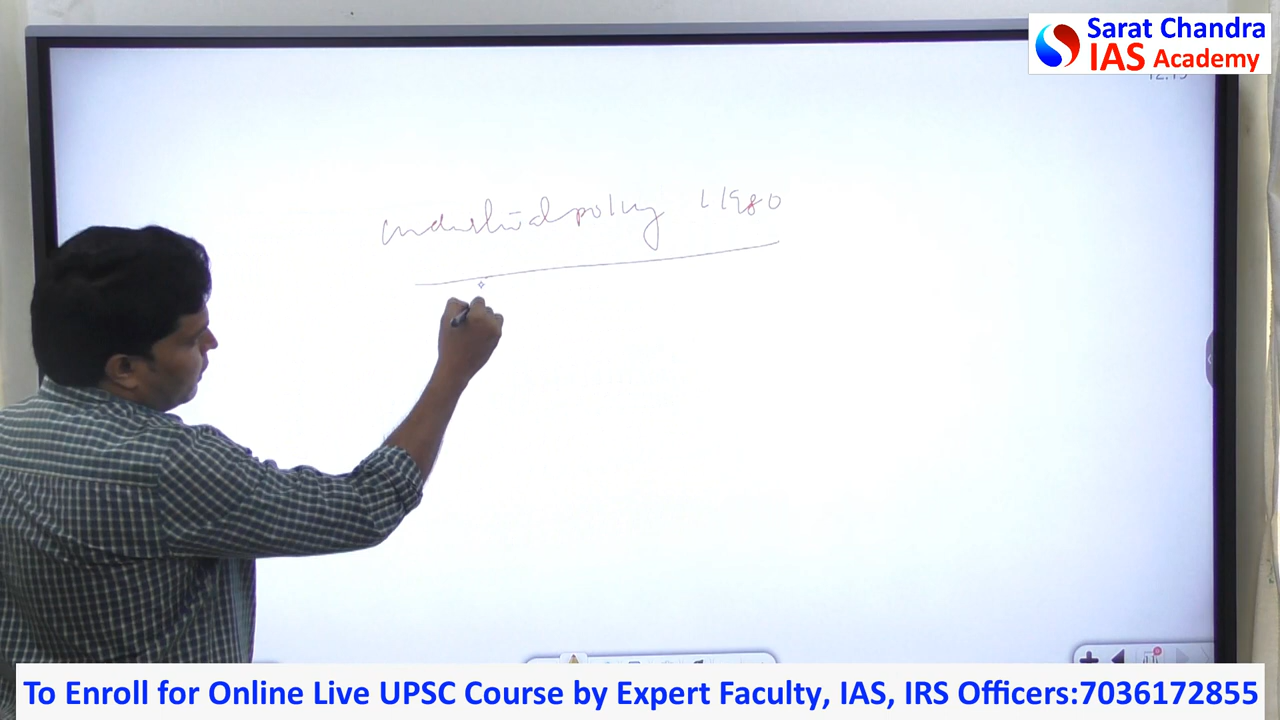 Sarat Chandra
IAS Academy
industrial policy, 1980
To Enroll for Online Live UPSC Course by Expert Faculty, IAS, IRS Officers:7036172855